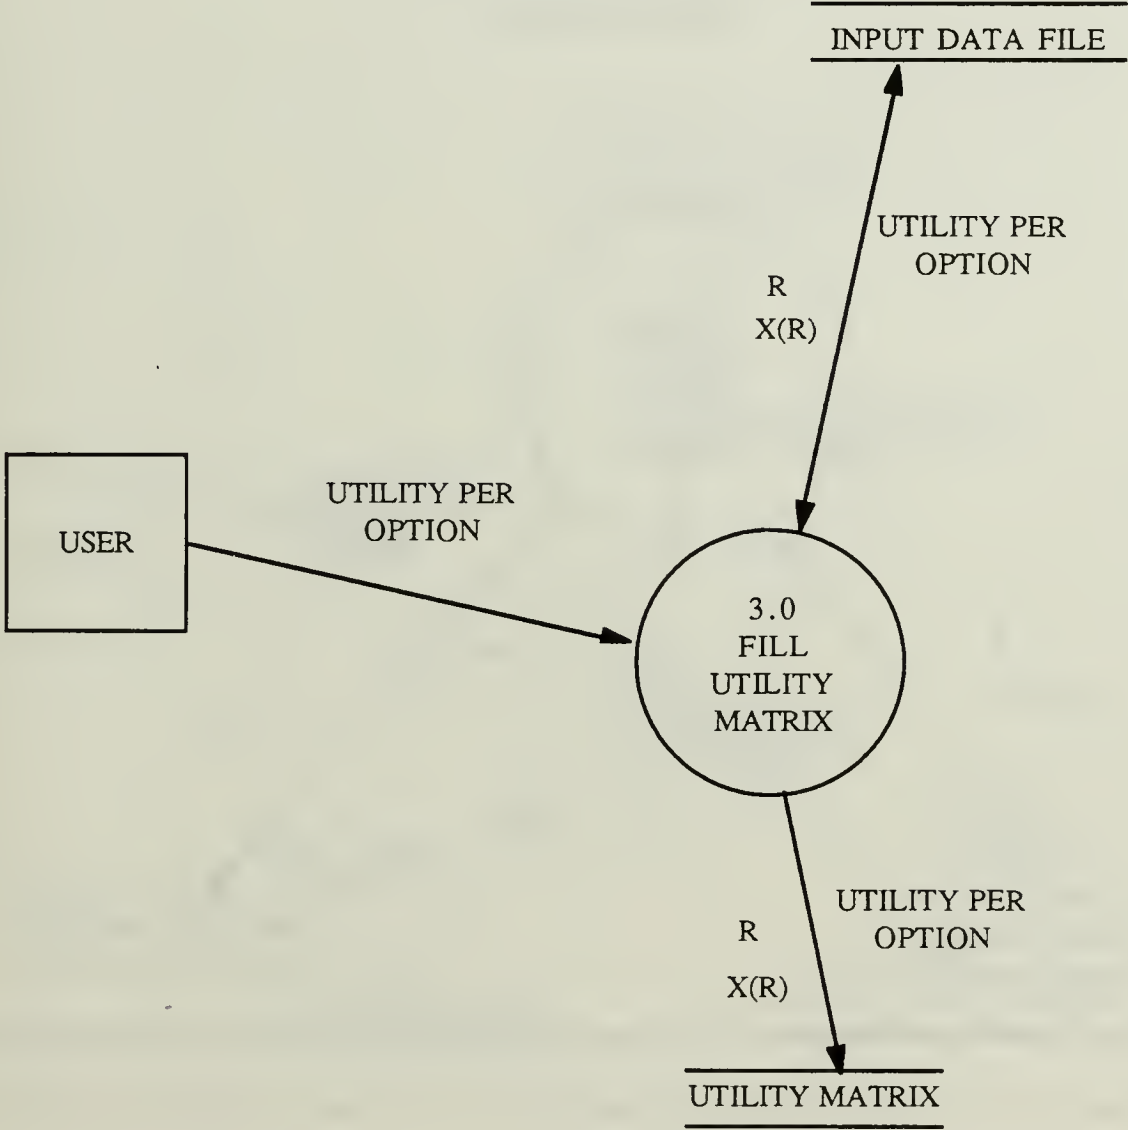 INPUT DATA FILE
UTILITY PER
OPTION
R
X(R)
UTILITY PER
OPTION
USER
3.0
FILL
UTILITY
MATRIX
UTILITY PER
OPTION
R
X(R)
UTILITY MATRIX